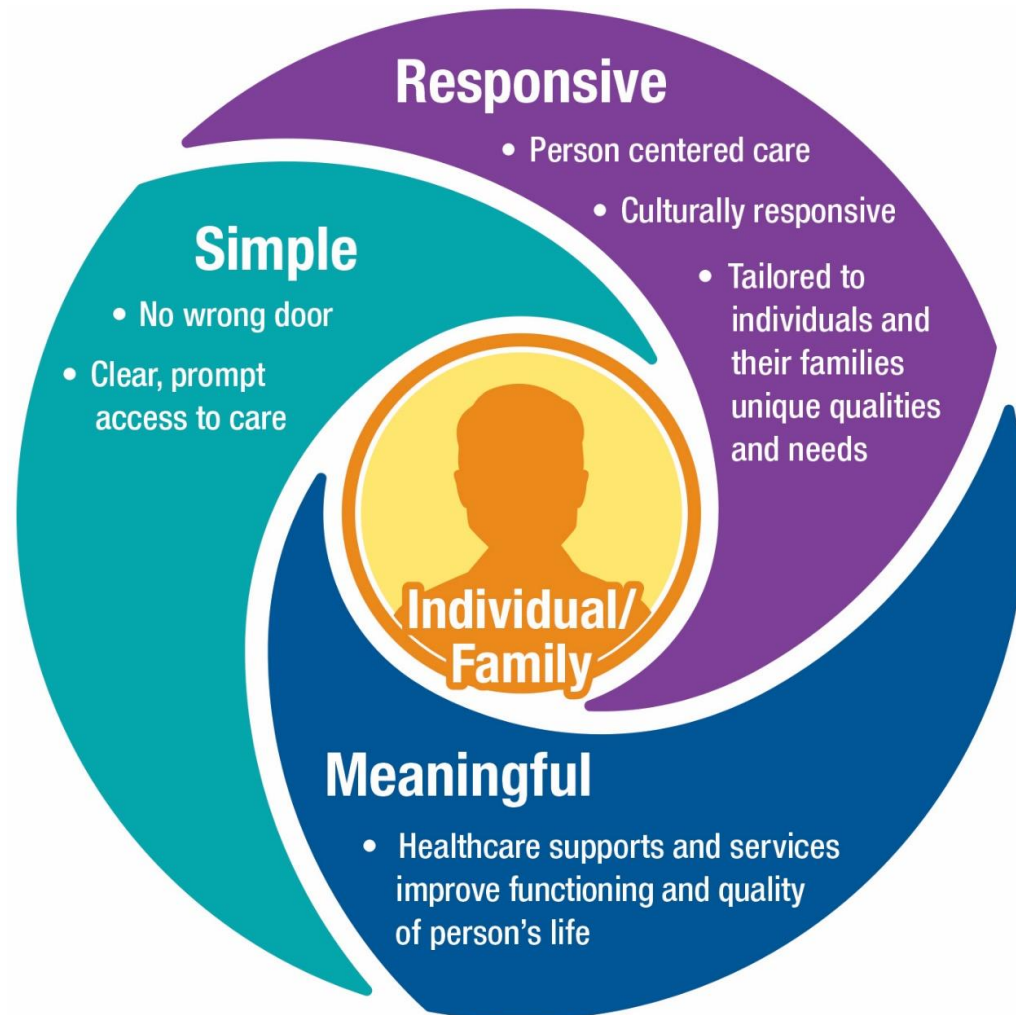 Responsive
• Person centered care
• Culturally responsive
• Tailored to
individuals and
their families
unique qualities
and needs
Simple
• No wrong door
• Clear, prompt
access to care
Individual/
Family
Meaningful
• Healthcare supports and services
improve functioning and quality
of person's life